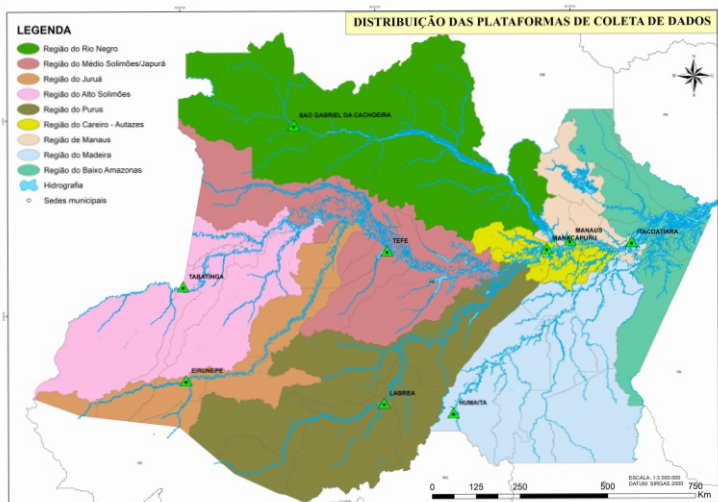 DISTRIBUIÇÃO DAS PLATAFORMAS DE COLETA DE DADOS
LEGENDA
Região do Rio Negro
Região do Médio Solimões/Japurá
Região do Juruá
Região do Alto Solimões
Região do Purus
Região do Careiro - Autazes
Região de Manaus
Região do Madeira
Região do Baixo Amazonas
Hidrografia
Sedes municipais
SAO GABRIEL DA CACHOEIRA
MANAUS
ITACOATIARA
MANACAPURU
TEFE
TABATINGA
EIRUNEPE
LABREA
HUMAITA
ESCALA: 1:3.000.000
DATUM: SIRGAS 2000
0 125 250 500 750
Km